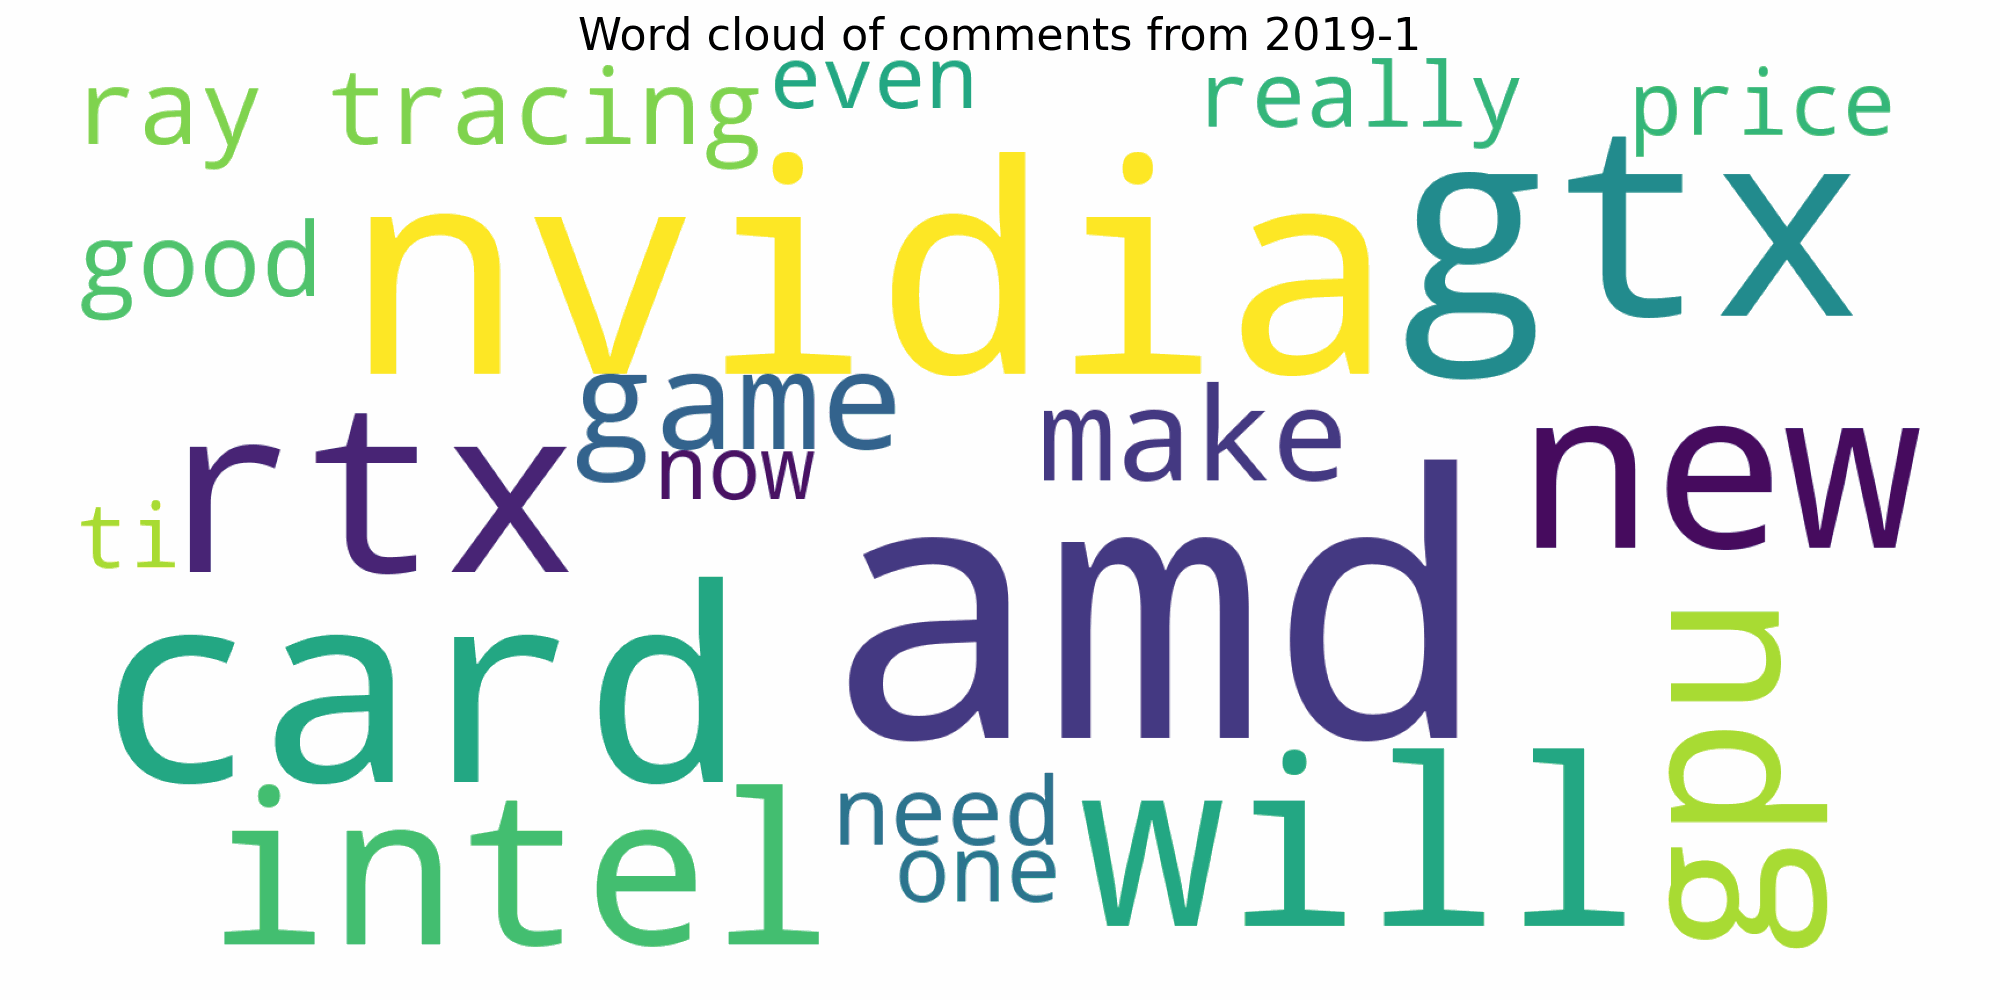 Word cloud of comments from 2019-1
ray tracing even really price
good nvidia gtx
game make
rtx now new
ti
card amd gpu
intel need will
one